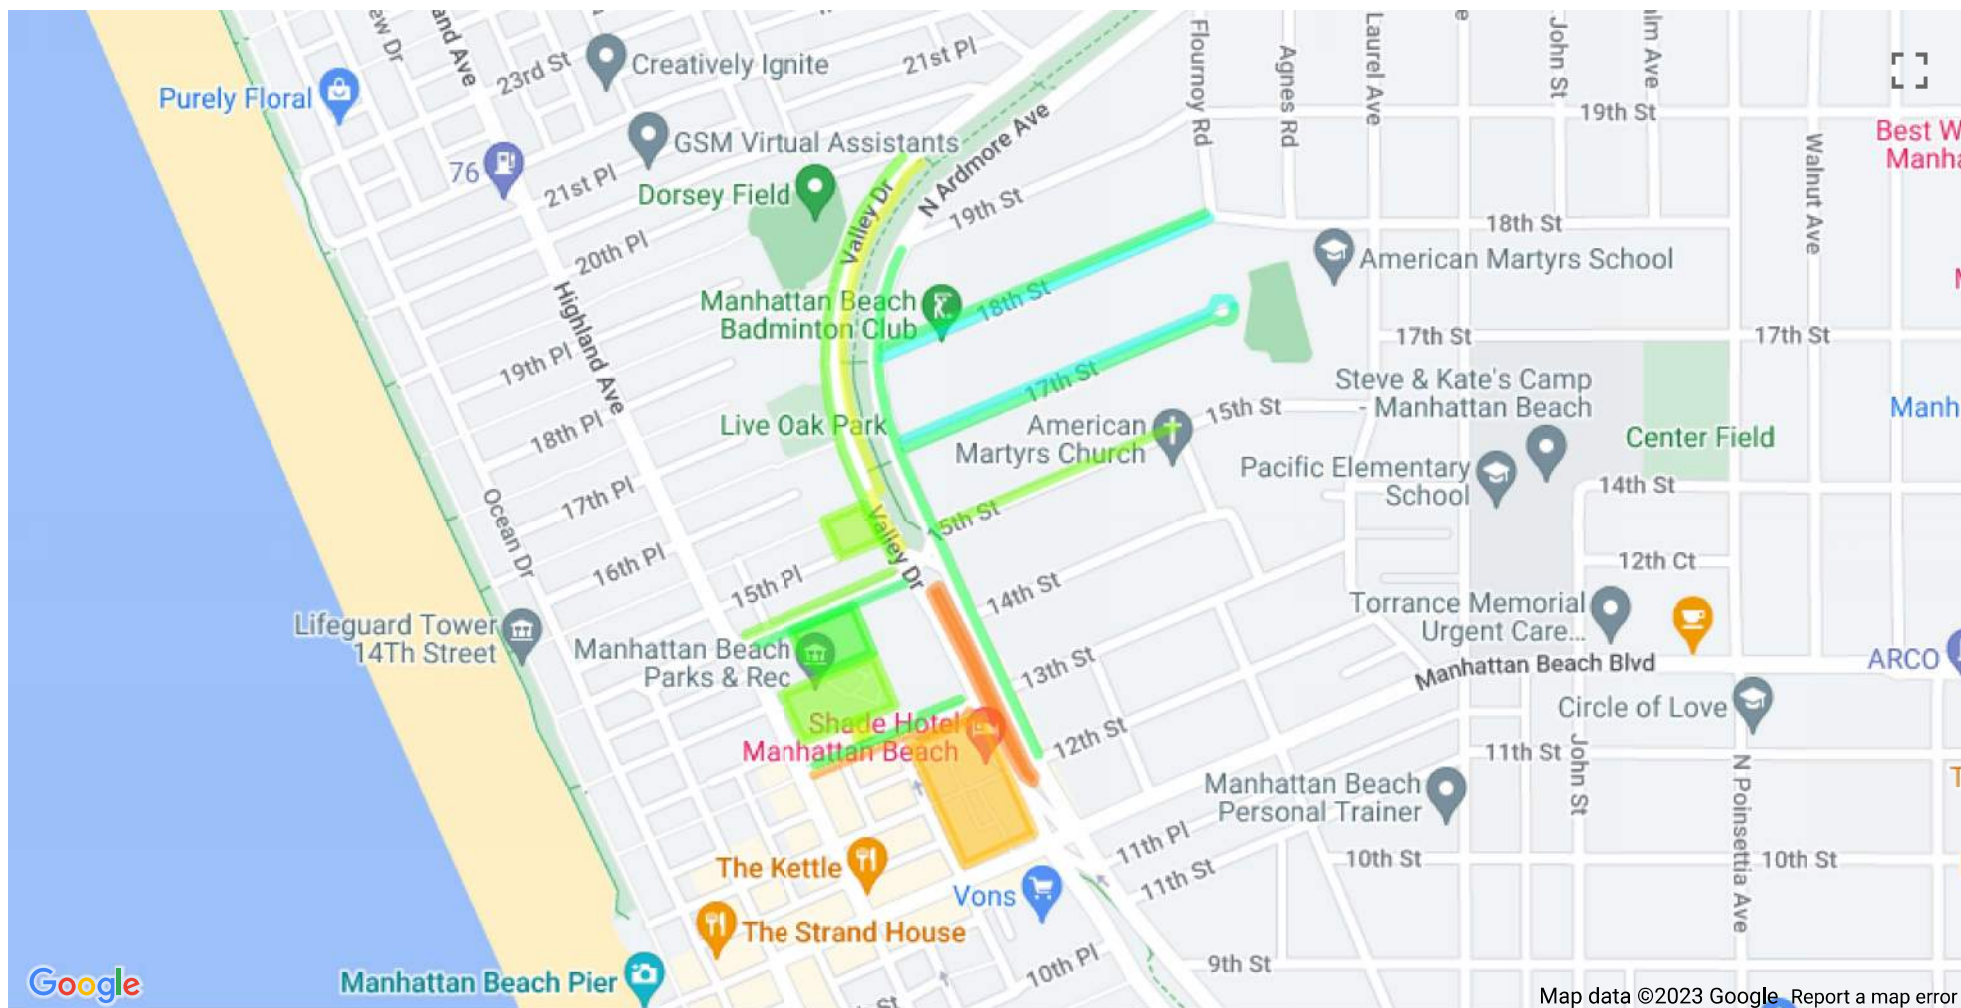 ew Dr
and Ave
23rd St
Creatively Ignite
21st Pl
Flournoy Rd
Agnes Rd
Laurel Ave
e
John St
alm Ave
Purely Floral
19th St
N Ardmore Ave
GSM Virtual Assistants
Best W
Manha
76
21st Pl
Dorsey Field
Valley Dr
19th St
Walnut Ave
18th St
20th Pl
American Martyrs School
M
Highland Ave
Manhattan Beach
Badminton Club
18th St
17th St
17th St
19th Pl
17th St
Steve & Kate's Camp
- Manhattan Beach
Manh
18th Pl
Live Oak Park
American
Martyrs Church
15th St
Center Field
Pacific Elementary
School
14th St
17th Pl
Ocean Dr
Valley Dr
15th St
16th Pl
12th Ct
15th Pl
14th St
Torrance Memorial
Urgent Care...
Lifeguard Tower
14Th Street
Manhattan Beach
Parks & Rec
13th St
Manhattan Beach Blvd
ARCO
Circle of Love
Shade Hotel
Manhattan Beach
12th St
11th St
John St
N Poinsettia Ave
T
Manhattan Beach
Personal Trainer
11th Pl
10th St
10th St
The Kettle
11th St
Vons
The Strand House
10th Pl
9th St
Manhattan Beach Pier
St
Google
Map data ©2023 Google
Report a map error